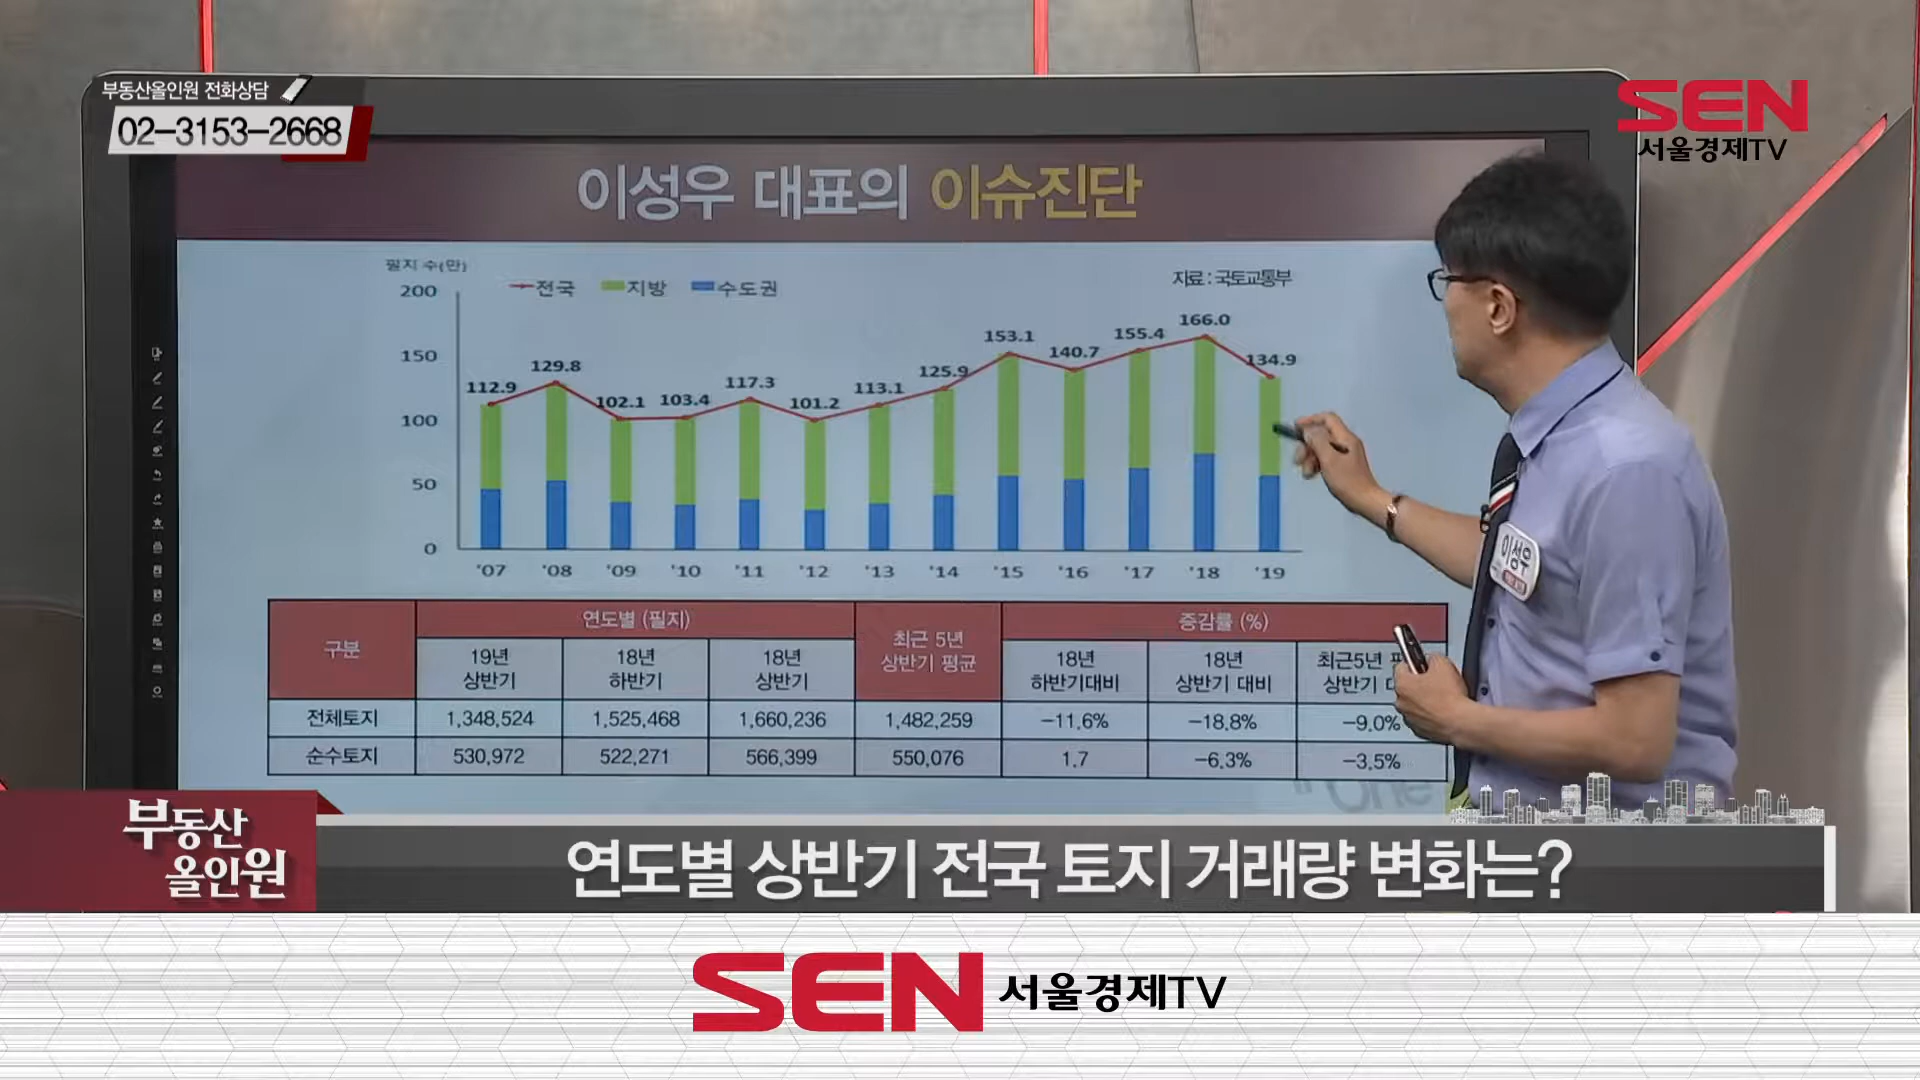 부동산올인원 전화상담
02-3153-2668
SEN
서울경제TV
이성우 대표의 이슈진단
필지 수(만)
전국 지방 수도권
자료 : 국토교통부
200
150
100
50
0
112.9 129.8 102.1 103.4 117.3 101.2 113.1 125.9 153.1 140.7 155.4 166.0 134.9
'07 '08 '09 '10 '11 '12 '13 '14 '15 '16 '17 '18 '19
구분 연도별 (필지) 최근 5년 상반기 평균 증감률 (%)
19년 상반기 18년 하반기 18년 상반기 18년 하반기대비 18년 상반기 대비 최근5년 상반기
전체토지 1,348,524 1,525,468 1,660,236 1,482,259 -11.6% -18.8% -9.0%
순수토지 530,972 522,271 566,399 550,076 1.7 -6.3% -3.5%
이성우
"One
부동산
올인원
연도별 상반기 전국 토지 거래량 변화는?
SEN 서울경제TV